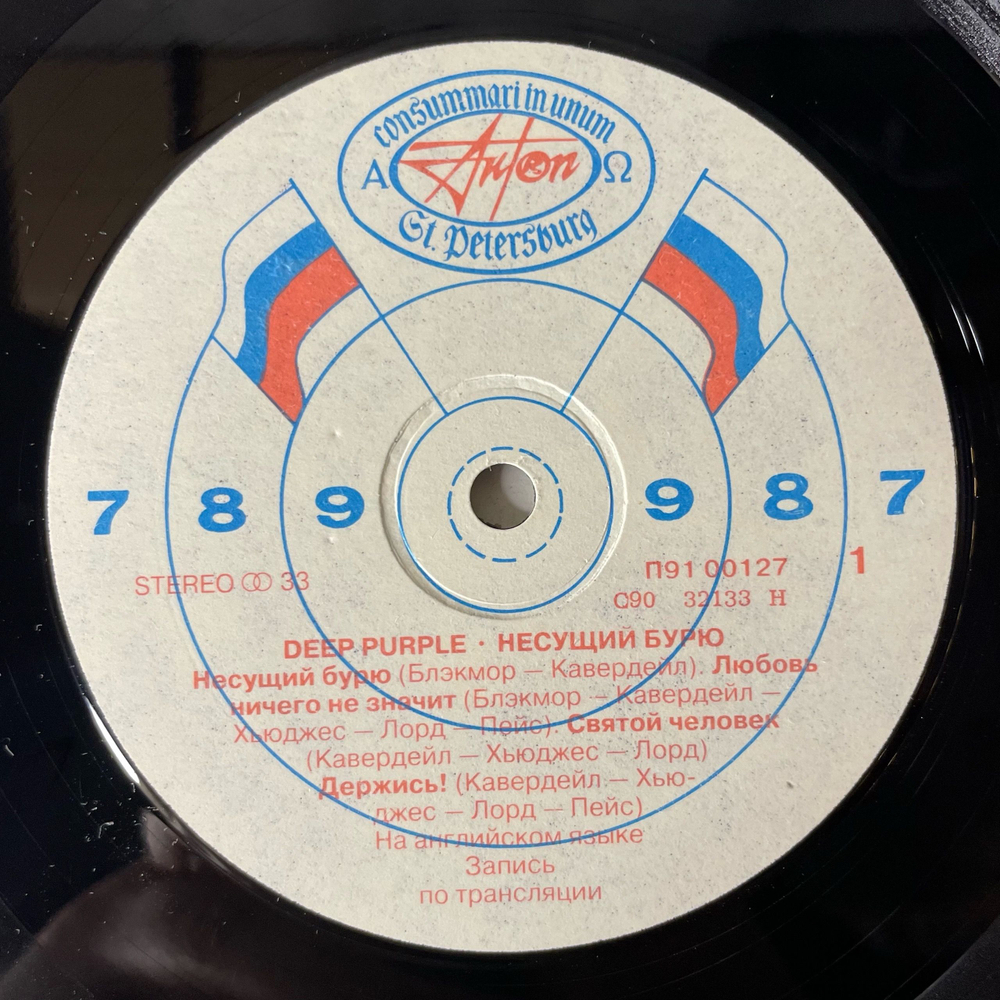 consummari in unum
Α Антон Ω
St. Petersburg
7 8 9 9 8 7
STEREO 33 П91 00127 1
С90 32133 Н
DEEP PURPLE · НЕСУЩИЙ БУРЮ
Несущий бурю (Блэкмор — Кавердейл). Любовь
ничего не значит (Блэкмор — Кавердейл —
Хьюджес — Лорд — Пейс). Святой человек
(Кавердейл — Хьюджес — Лорд)
Держись! (Кавердейл — Хью-
джес — Лорд — Пейс)
На английском языке
Запись
по трансляции